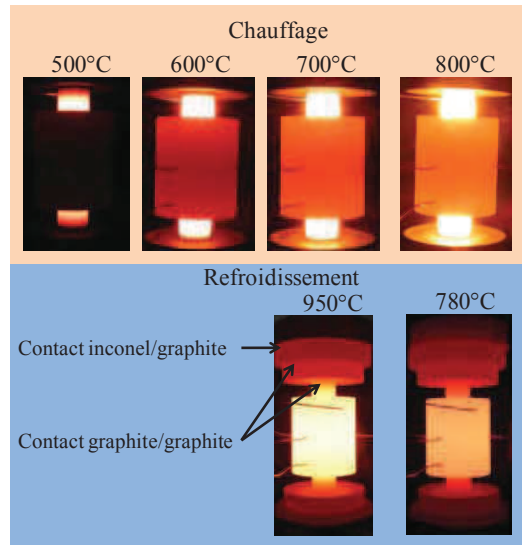 Chauffage
500°C 600°C 700°C 800°C
Refroidissement
950°C 780°C
Contact inconel/graphite
Contact graphite/graphite